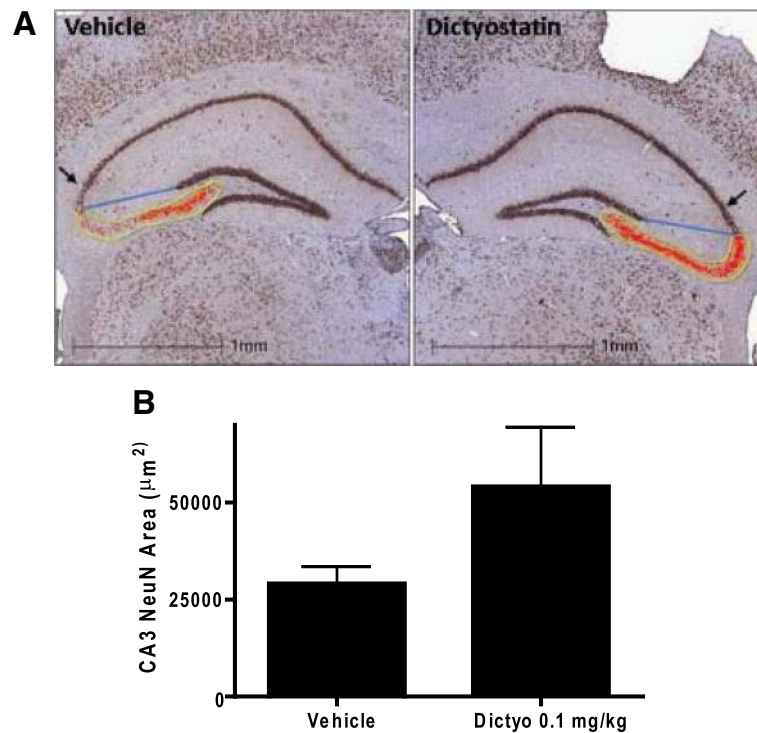 A
Vehicle
Dictyostatin
1mm
1mm
B
CA3 NeuN Area (μm²)
50000
25000
0
Vehicle
Dictyo 0.1 mg/kg